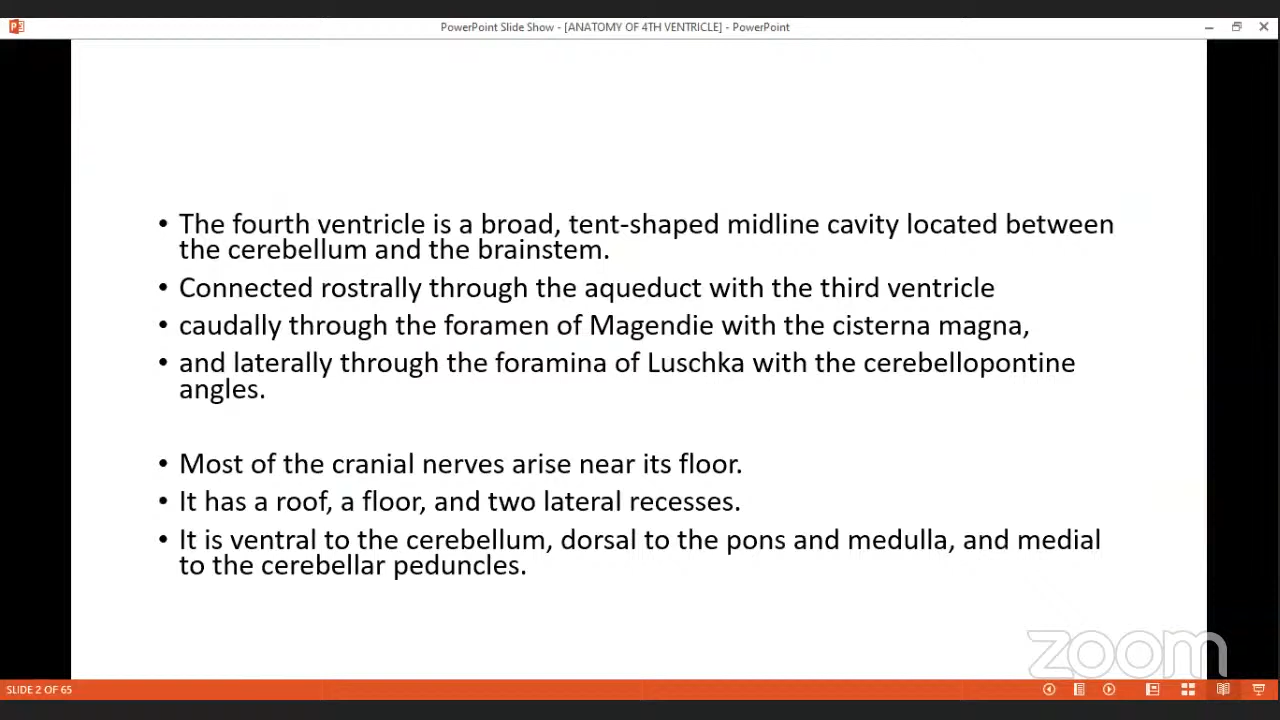 PowerPoint Slide Show - [ANATOMY OF 4TH VENTRICLE] - PowerPoint
• The fourth ventricle is a broad, tent-shaped midline cavity located between
the cerebellum and the brainstem.
• Connected rostrally through the aqueduct with the third ventricle
• caudally through the foramen of Magendie with the cisterna magna,
• and laterally through the foramina of Luschka with the cerebellopontine
angles.
• Most of the cranial nerves arise near its floor.
• It has a roof, a floor, and two lateral recesses.
• It is ventral to the cerebellum, dorsal to the pons and medulla, and medial
to the cerebellar peduncles.
zoom
SLIDE 2 OF 65